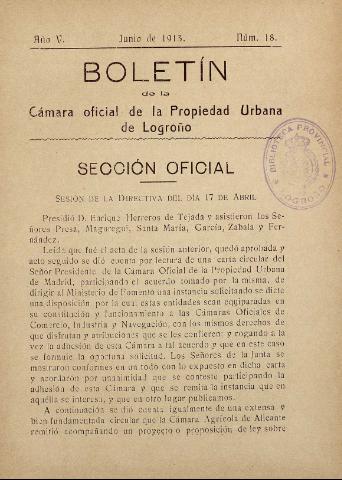 Año V.
Junio de 1913.
Núm. 18.
BOLETÍN
de la
Cámara oficial de la Propiedad Urbana
de Logroño
BIBLIOTECA PROVINCIAL
LOGROÑO
SECCIÓN OFICIAL
SESIÓN DE LA DIRECTIVA DEL DÍA 17 DE ABRIL
Presidió D. Enrique Herreros de Tejada y asistieron los Se-
ñores Presa, Maguregui, Santa María, García, Zabala y Fer-
nández.
Leída que fué el acta de la sesión anterior, quedó aprobada y
acto seguido se dió cuenta por lectura de una carta circular del
Señor Presidente de la Cámara Oficial de la Propiedad Urbana
de Madrid, participando el acuerdo tomado por la misma, de
dirigir al Ministerio de Fomento una instancia solicitando se dicte
una disposición por la cual estas entidades sean equiparadas en
su constitución y funcionamiento a las Cámaras Oficiales de
Comercio, Industria y Navegación, con los mismos derechos de
que disfrutan y atribuciones que se les confieren y rogando a la
vez la adhesión de esta Cámara a tal acuerdo y que en este caso
se formule la oportuna solicitud. Los Señores de la Junta se
mostraron conformes en un todo con lo expuesto en dicha carta
y acordaron por unanimidad que se conteste participando la
adhesión de esta Cámara y que se remita la instancia que en
aquélla se interesa, y que en otro lugar publicamos.
A continuación se dió cuenta igualmente de una extensa y
bien fundamentada circular que la Cámara Agrícola de Alicante
remitió acompañando un proyecto o proposición de ley sobre